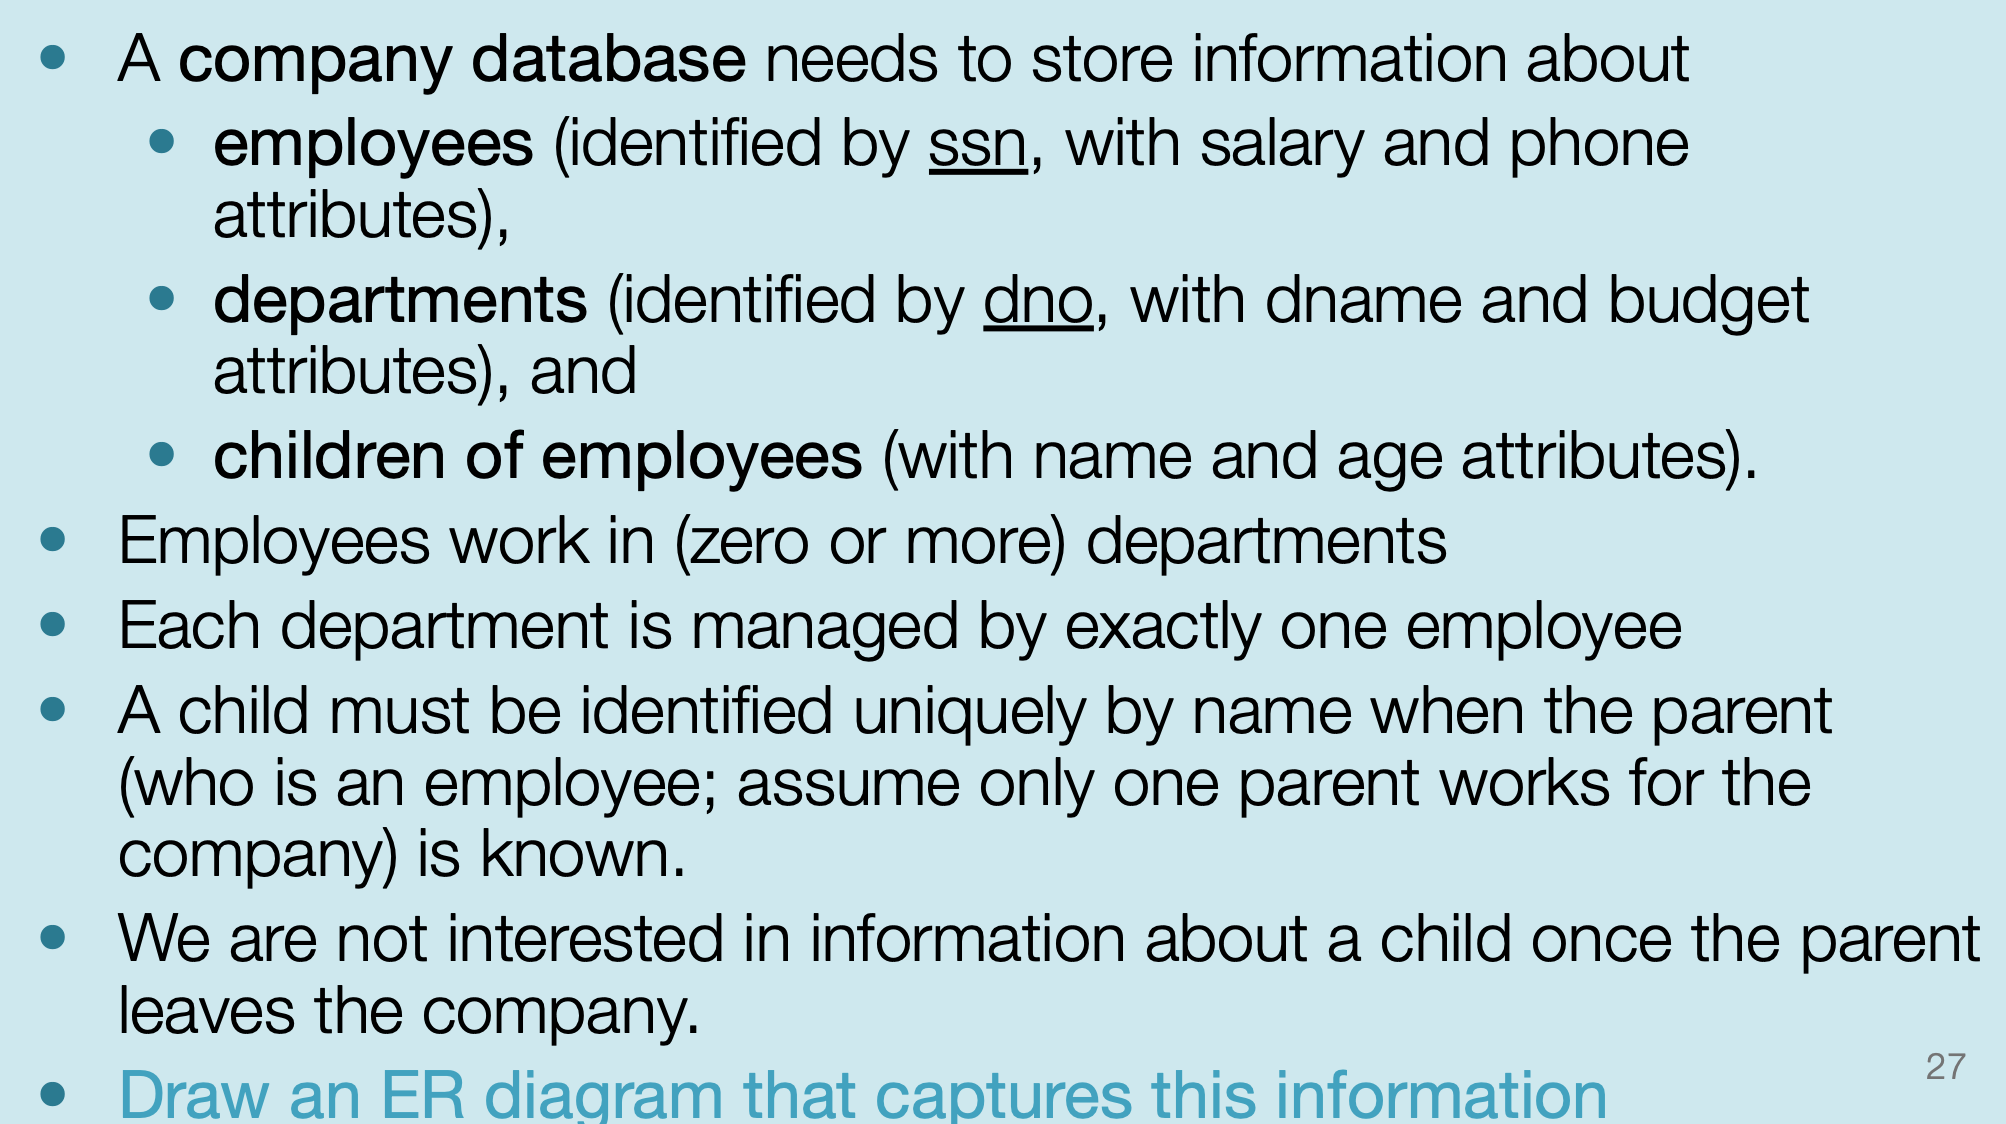 • A company database needs to store information about
• employees (identified by ssn, with salary and phone
attributes),
• departments (identified by dno, with dname and budget
attributes), and
• children of employees (with name and age attributes).
• Employees work in (zero or more) departments
• Each department is managed by exactly one employee
• A child must be identified uniquely by name when the parent
(who is an employee; assume only one parent works for the
company) is known.
• We are not interested in information about a child once the parent
leaves the company.
• Draw an ER diagram that captures this information
27